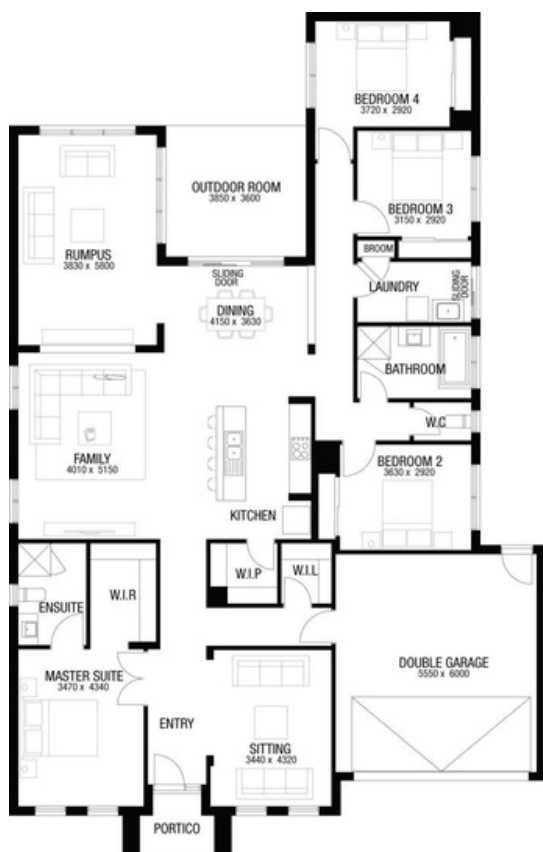 BEDROOM 4
3720 x 2920
OUTDOOR ROOM
3850 x 3600
BEDROOM 3
3150 x 2920
RUMPUS
3830 x 5800
BROOM
SLIDING
DOOR
LAUNDRY
SLIDING
DOOR
DINING
4150 x 3630
BATHROOM
W.C
FAMILY
4010 x 5150
BEDROOM 2
3630 x 2920
KITCHEN
W.I.P
W.I.L
ENSUITE
W.I.R
MASTER SUITE
3470 x 4340
DOUBLE GARAGE
5550 x 6000
ENTRY
SITTING
3440 x 4320
PORTICO